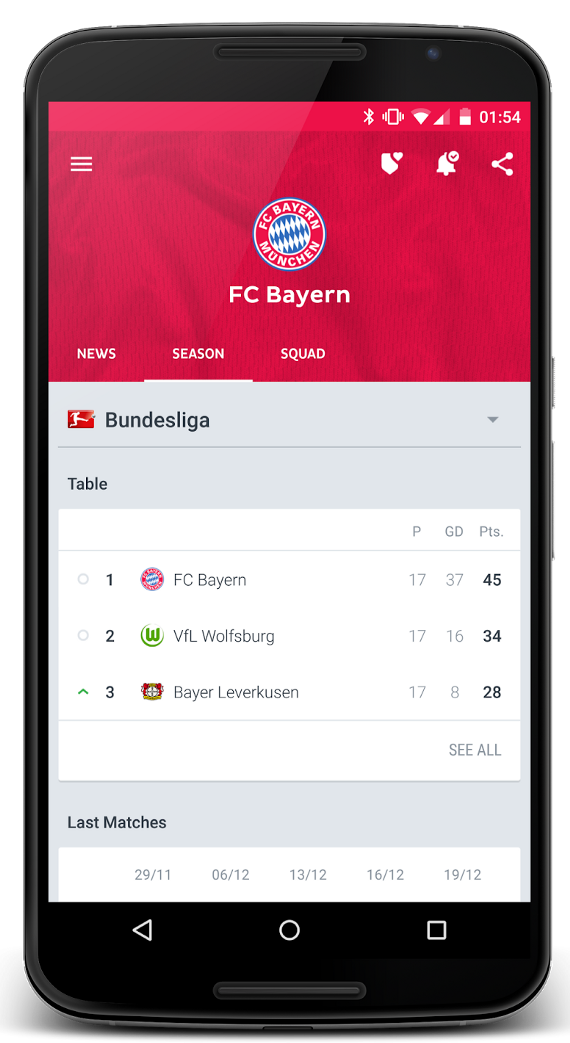 01:54
FC BAYERN
MÜNCHEN
FC Bayern
NEWS SEASON SQUAD
Bundesliga
Table
P GD Pts.
1 FC Bayern 17 37 45
2 VfL Wolfsburg 17 16 34
3 Bayer Leverkusen 17 8 28
SEE ALL
Last Matches
29/11 06/12 13/12 16/12 19/12